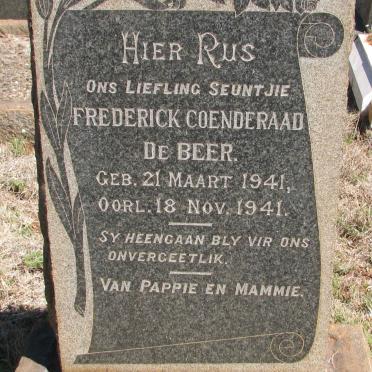 HIER RUS
ONS LIEFLING SEUNTJIE
FREDERICK COENDERAAD
DE BEER.
GEB. 21 MAART 1941,
OORL. 18 NOV. 1941.
SY HEENGAAN BLY VIR ONS
ONVERGEETLIK.
VAN PAPPIE EN MAMMIE.